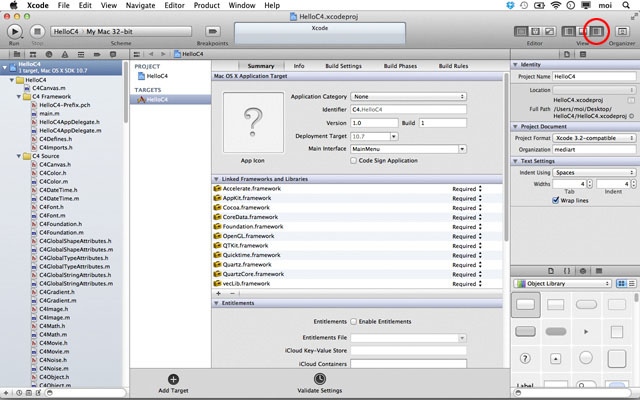 Xcode File Edit View Navigate Editor Product Window Help moi
HelloC4.xcodeproj
HelloC4 My Mac 32-bit
Xcode
Run Stop Scheme Breakpoints Editor View Organizer
HelloC4
1 target, Mac OS X SDK 10.7
HelloC4
C4Canvas.m
C4 Framework
HelloC4-Prefix.pch
main.m
HelloC4AppDelegate.h
HelloC4AppDelegate.m
C4Defines.h
C4Imports.h
C4 Source
C4Canvas.h
C4Color.h
C4Color.m
C4DateTime.h
C4DateTime.m
C4Font.h
C4Font.m
C4Foundation.h
C4Foundation.m
C4GlobalShapeAttributes.h
C4GlobalShapeAttributes.m
C4GlobalTypeAttributes.h
C4GlobalTypeAttributes.m
C4GlobalStringAttributes.h
C4GlobalStringAttributes.m
C4Gradient.h
C4Gradient.m
C4Image.h
C4Image.m
C4Math.h
C4Math.m
C4Movie.h
C4Movie.m
C4Noise.h
C4Noise.m
C4Object.h
C4Object.m
HelloC4
PROJECT
HelloC4
TARGETS
HelloC4
Summary Info Build Settings Build Phases Build Rules
Mac OS X Application Target
?
App Icon
Application Category None
Identifier C4.HelloC4
Version 1.0 Build 1
Deployment Target 10.7
Main Interface MainMenu
Code Sign Application
Linked Frameworks and Libraries
Accelerate.framework Required
AppKit.framework Required
Cocoa.framework Required
CoreData.framework Required
Foundation.framework Required
OpenGL.framework Required
QTKit.framework Required
Quicktime.framework Required
Quartz.framework Required
QuartzCore.framework Required
vecLib.framework Required
+ −
Entitlements
Entitlements Enable Entitlements
Entitlements File
iCloud Key-Value Store
iCloud Containers
Add Target
Validate Settings
Identity
Project Name HelloC4
Location
HelloC4.xcodeproj
Full Path /Users/moi/Desktop/
HelloC4/HelloC4.xcodeproj
Project Document
Project Format Xcode 3.2-compatible
Organization mediart
Text Settings
Indent Using Spaces
Widths 4 4
Tab Indent
Wrap lines
Object Library
?
Label